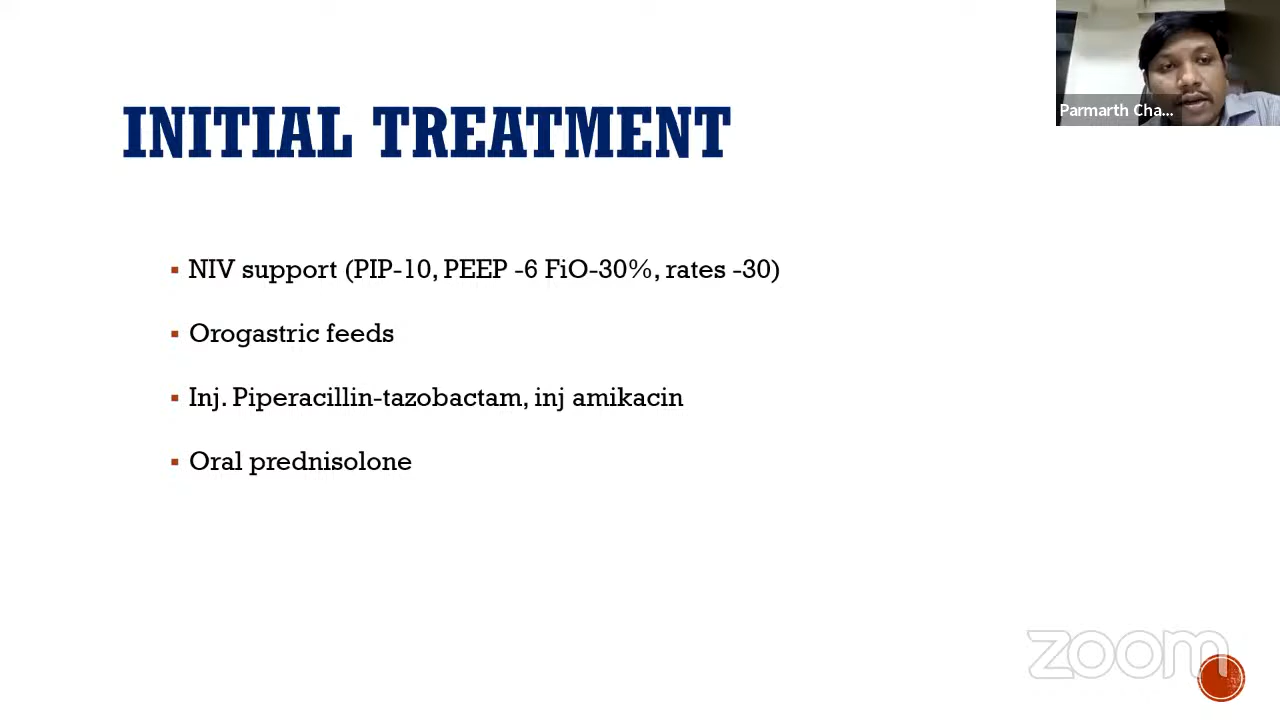 Parmarth Cha...
INITIAL TREATMENT
▪ NIV support (PIP-10, PEEP -6 FiO-30%, rates -30)
▪ Orogastric feeds
▪ Inj. Piperacillin-tazobactam, inj amikacin
▪ Oral prednisolone
zoom